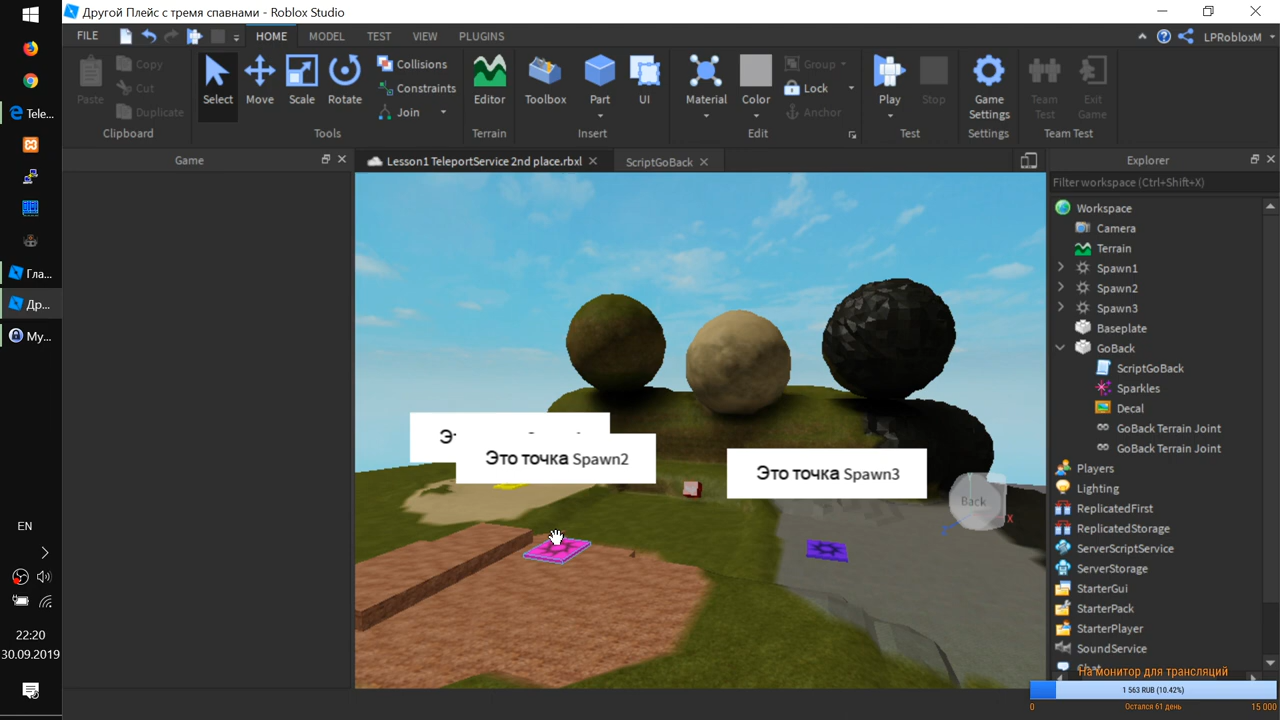 Другой Плейс с тремя спавнами - Roblox Studio
FILE
HOME
MODEL
TEST
VIEW
PLUGINS
LPRobloxM
Paste
Copy
Cut
Duplicate
Clipboard
Select
Move
Scale
Rotate
Collisions
Constraints
Join
Tools
Editor
Terrain
Toolbox
Part
UI
Insert
Material
Color
Group
Lock
Anchor
Edit
Play
Stop
Test
Game Settings
Settings
Team Test
Exit Game
Team Test
Game
Lesson1 TeleportService 2nd place.rbxl
ScriptGoBack
Explorer
Filter workspace (Ctrl+Shift+X)
Workspace
Camera
Terrain
Spawn1
Spawn2
Spawn3
Baseplate
GoBack
ScriptGoBack
Sparkles
Decal
GoBack Terrain Joint
GoBack Terrain Joint
Players
Lighting
ReplicatedFirst
ReplicatedStorage
ServerScriptService
ServerStorage
StarterGui
StarterPack
StarterPlayer
SoundService
Chat
Это точка Spawn2
Это точка Spawn3
Back
X
Y
Tele...
Гла...
Др...
My...
EN
22:20
30.09.2019
На монитор для трансляций
1 563 RUB (10.42%)
0
Остался 61 день
15 000